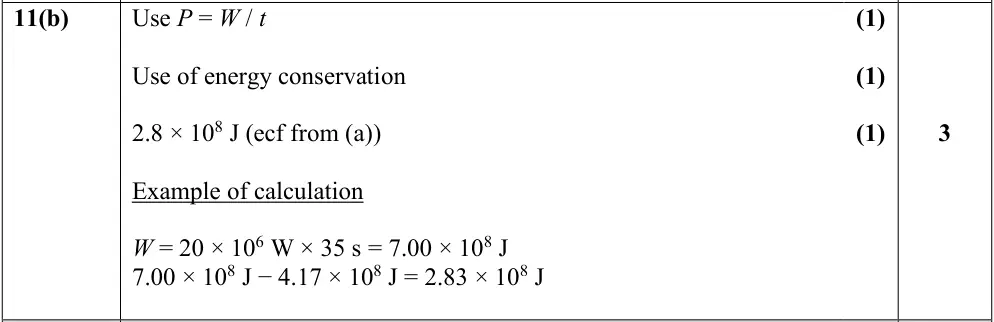 11(b) Use P = W / t (1)
Use of energy conservation (1)
2.8 × 10⁸ J (ecf from (a)) (1) 3
Example of calculation
W = 20 × 10⁶ W × 35 s = 7.00 × 10⁸ J
7.00 × 10⁸ J − 4.17 × 10⁸ J = 2.83 × 10⁸ J